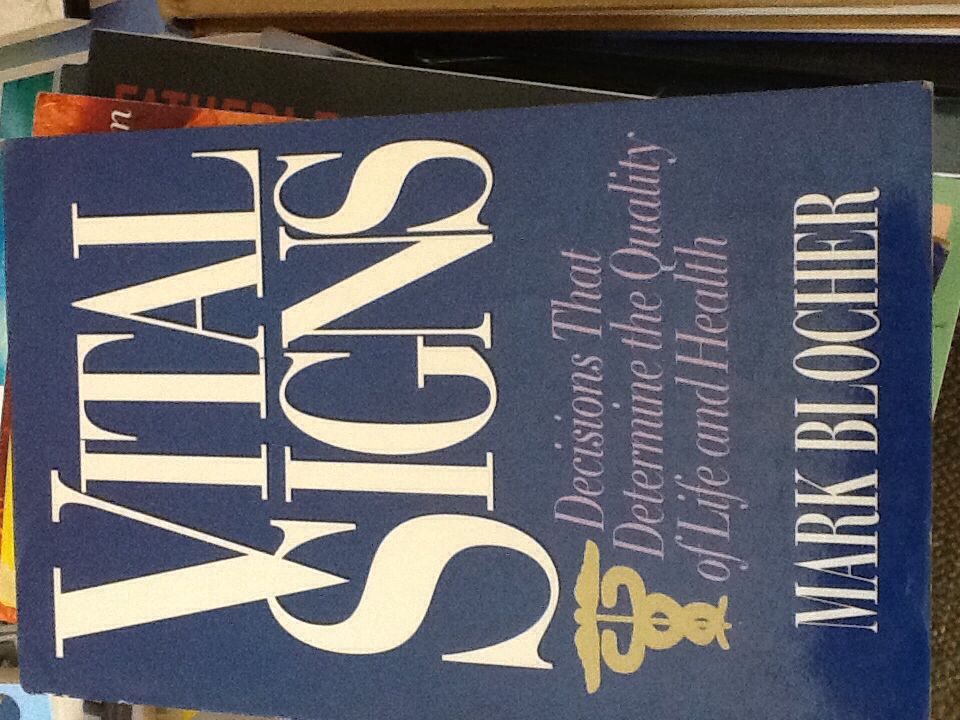 VITAL
SIGNS
Decisions That
Determine the Quality
of Life and Health
MARK BLOCHER
n